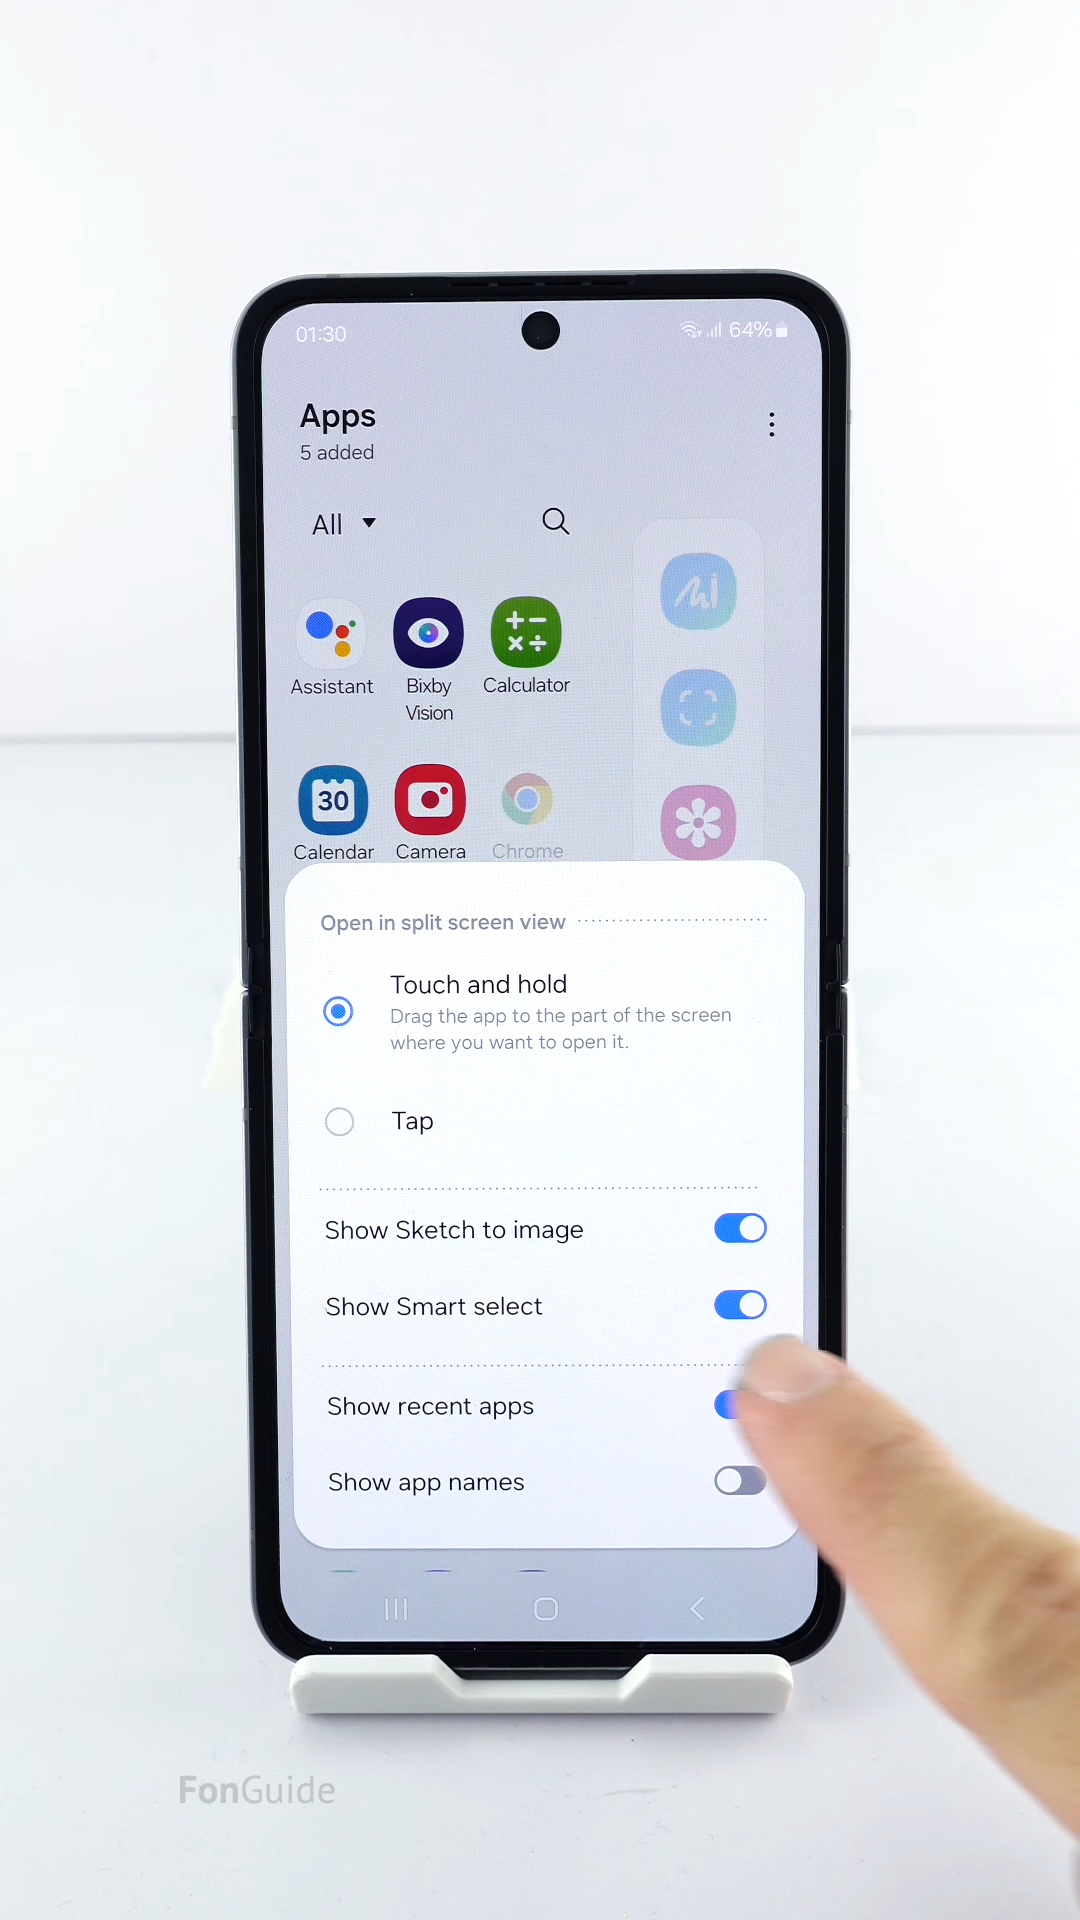 01:30
64%
Apps
5 added
All
Assistant
Bixby
Vision
Calculator
30
Calendar
Camera
Chrome
Open in split screen view
Touch and hold
Drag the app to the part of the screen
where you want to open it.
Tap
Show Sketch to image
Show Smart select
Show recent apps
Show app names
FonGuide